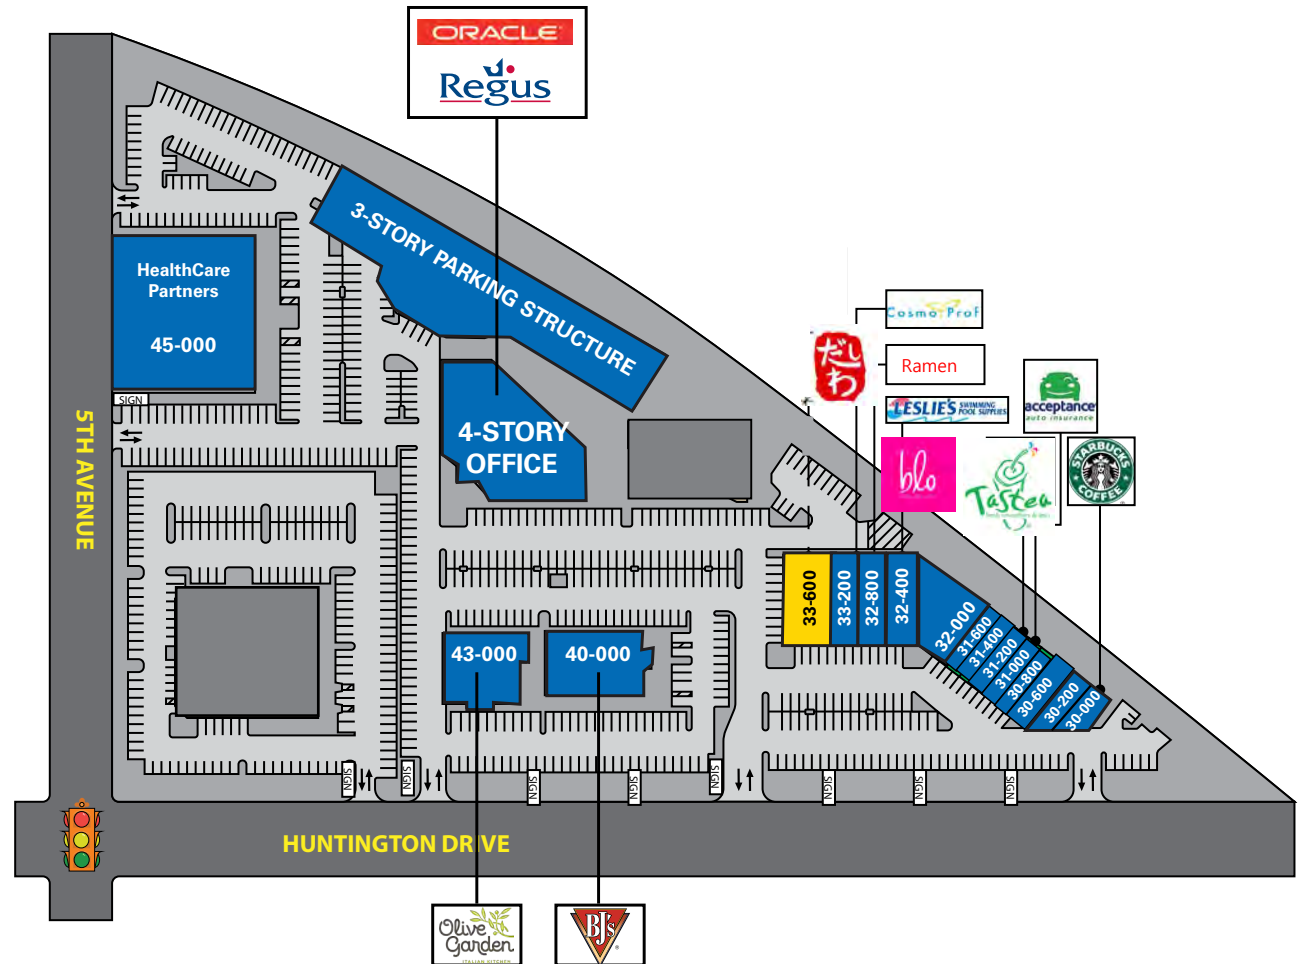 ORACLE
Regus
3-STORY PARKING STRUCTURE
HealthCare
Partners
45-000
SIGN
5TH AVENUE
4-STORY
OFFICE
Cosmo Prof
だしわ
Ramen
LESLIE'S SWIMMING
POOL SUPPLIES
acceptance
auto insurance
blo
Tastea
STARBUCKS
COFFEE
33-600
33-200
32-800
32-400
32-000
31-600
31-400
31-200
31-000
30-800
30-600
30-200
30-000
43-000
40-000
SIGN
SIGN
SIGN
SIGN
SIGN
SIGN
SIGN
SIGN
HUNTINGTON DRIVE
Olive
Garden
ITALIAN KITCHEN
BJ's